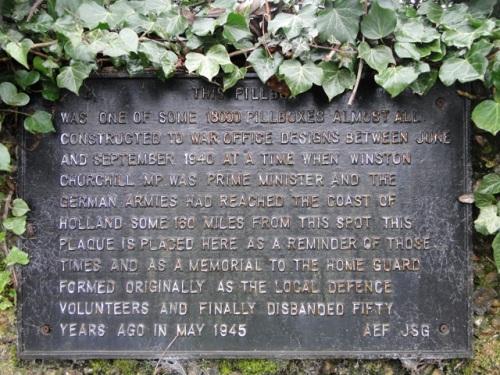 THIS PILLBOX
WAS ONE OF SOME 18000 PILLBOXES ALMOST ALL
CONSTRUCTED TO WAR OFFICE DESIGNS BETWEEN JUNE
AND SEPTEMBER 1940 AT A TIME WHEN WINSTON
CHURCHILL MP WAS PRIME MINISTER AND THE
GERMAN ARMIES HAD REACHED THE COAST OF
HOLLAND SOME 160 MILES FROM THIS SPOT THIS
PLAQUE IS PLACED HERE AS A REMINDER OF THOSE
TIMES AND AS A MEMORIAL TO THE HOME GUARD
FORMED ORIGINALLY AS THE LOCAL DEFENCE
VOLUNTEERS AND FINALLY DISBANDED FIFTY
YEARS AGO IN MAY 1945 AEF JSG